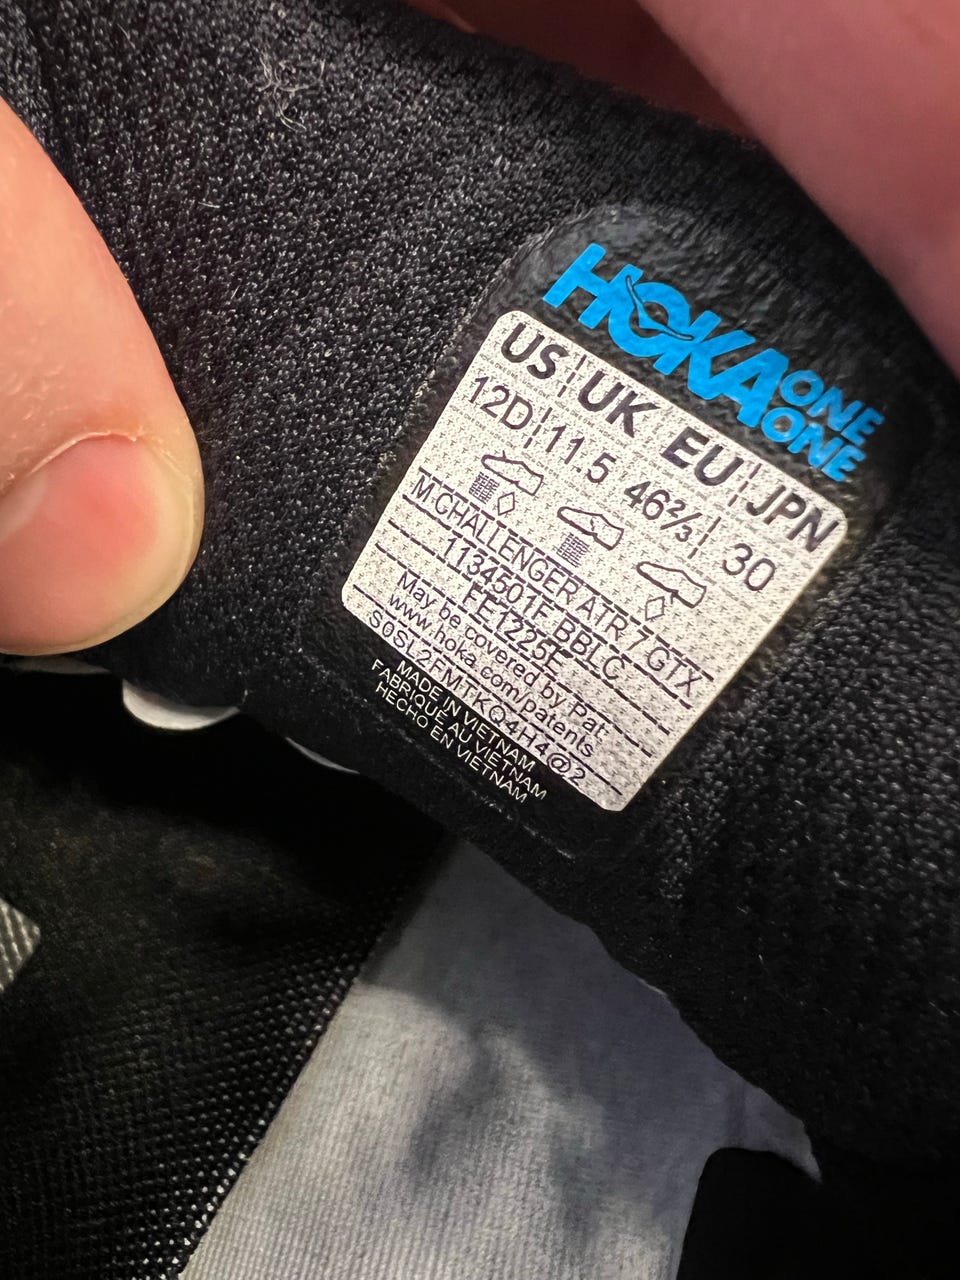 HOKA ONE ONE
US UK EU JPN
12D 11.5 46⅔ 30
M CHALLENGER ATR 7 GTX
1134501F BBLC
FE1225E
May be covered by Pat.
www.hoka.com/patents
S0SL2FMTKQ4H4@2
MADE IN VIETNAM
FABRIQUÉ AU VIETNAM
HECHO EN VIETNAM